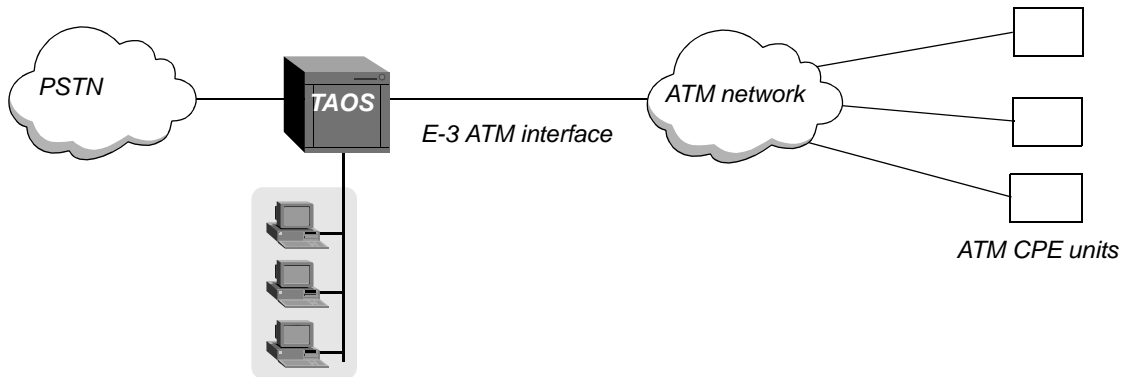 PSTN
TAOS
ATM network
E-3 ATM interface
ATM CPE units